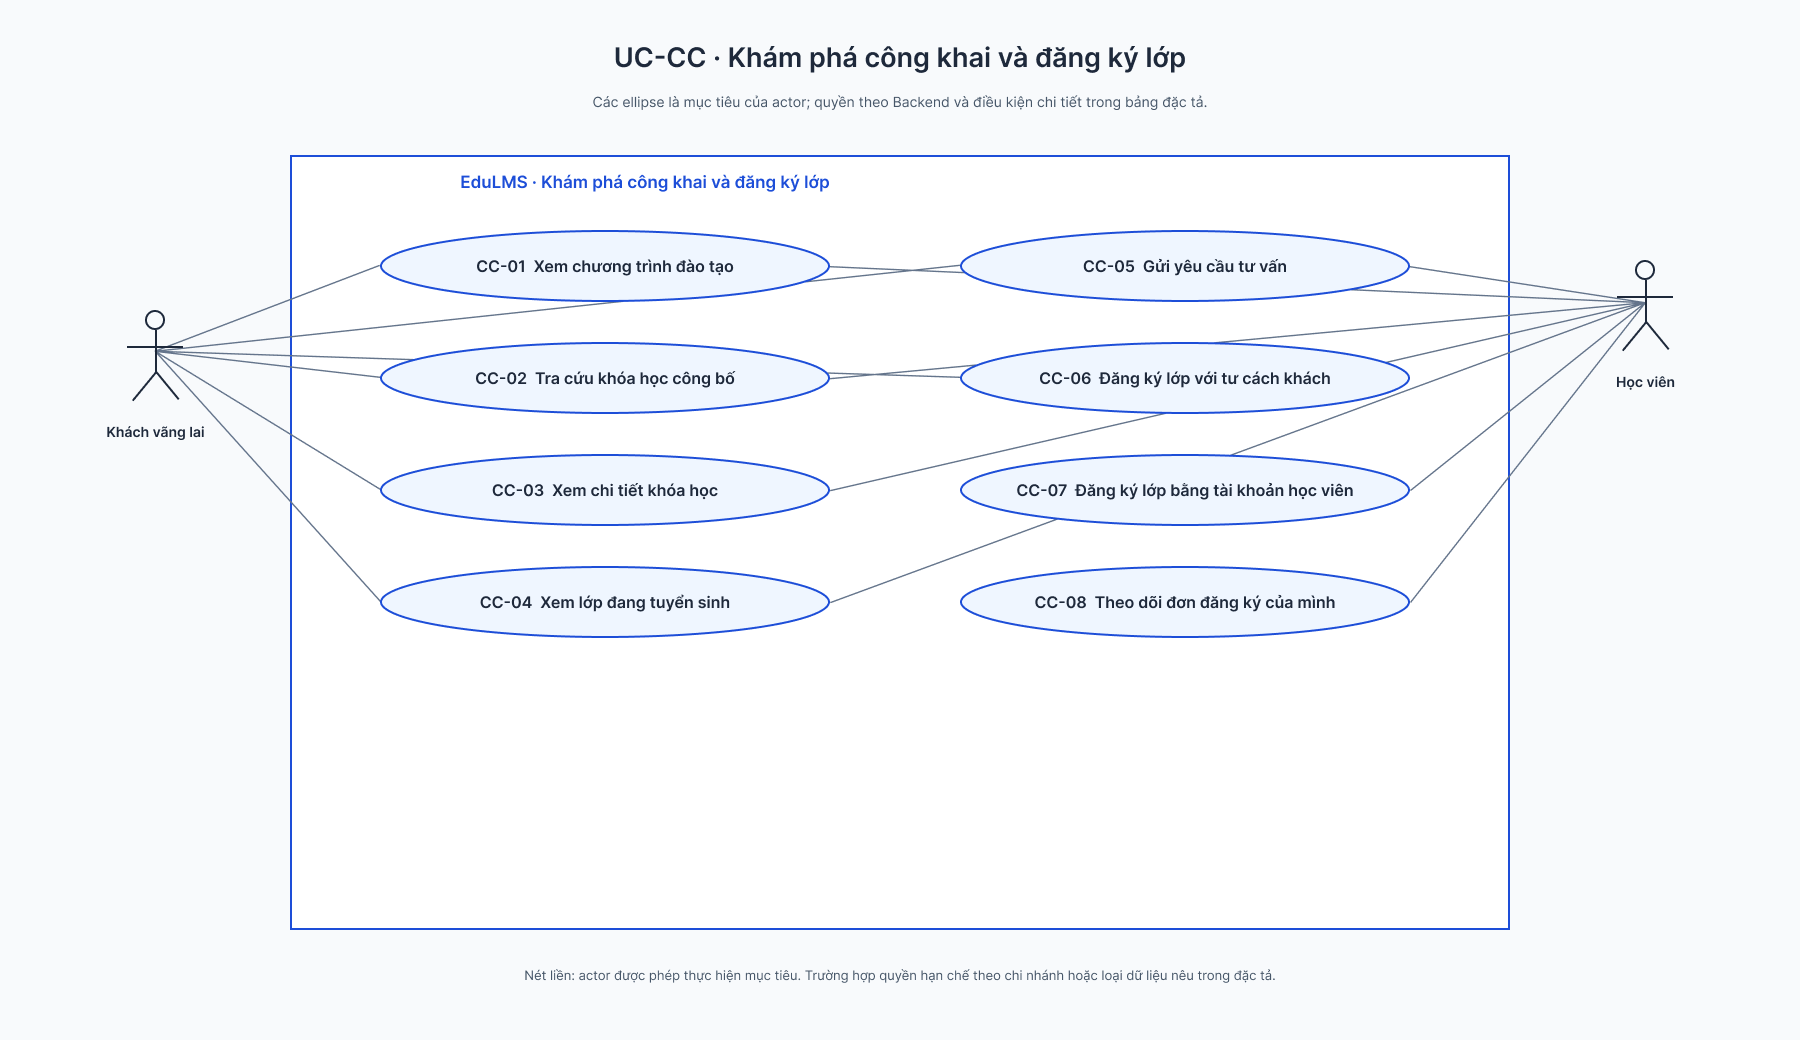 UC-CC · Khám phá công khai và đăng ký lớp
Các ellipse là mục tiêu của actor; quyền theo Backend và điều kiện chi tiết trong bảng đặc tả.
EduLMS · Khám phá công khai và đăng ký lớp
CC-01 Xem chương trình đào tạo
CC-05 Gửi yêu cầu tư vấn
CC-02 Tra cứu khóa học công bố
CC-06 Đăng ký lớp với tư cách khách
Học viên
Khách vãng lai
CC-03 Xem chi tiết khóa học
CC-07 Đăng ký lớp bằng tài khoản học viên
CC-04 Xem lớp đang tuyển sinh
CC-08 Theo dõi đơn đăng ký của mình
Nét liền: actor được phép thực hiện mục tiêu. Trường hợp quyền hạn chế theo chi nhánh hoặc loại dữ liệu nêu trong đặc tả.